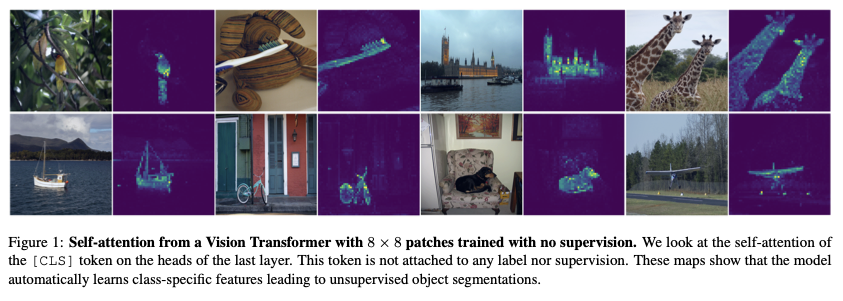 Figure 1: Self-attention from a Vision Transformer with 8 × 8 patches trained with no supervision. We look at the self-attention of
the [CLS] token on the heads of the last layer. This token is not attached to any label nor supervision. These maps show that the model
automatically learns class-specific features leading to unsupervised object segmentations.